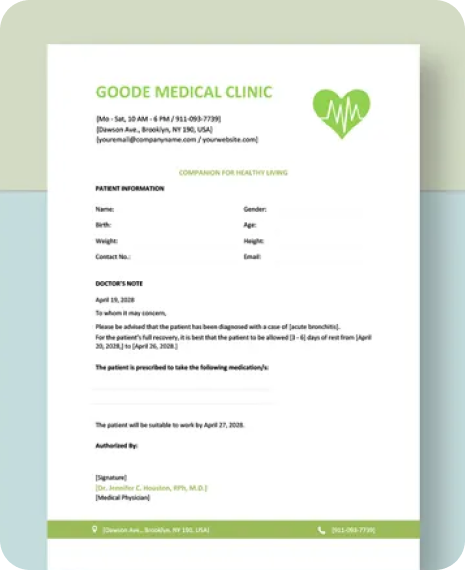 GOODE MEDICAL CLINIC
[Mo - Sat, 10 AM - 6 PM / 911-093-7739]
[Dawson Ave., Brooklyn, NY 190, USA]
[youremail@companyname.com / yourwebsite.com]
COMPANION FOR HEALTHY LIVING
PATIENT INFORMATION
Name: Gender:
Birth: Age:
Weight: Height:
Contact No.: Email:
DOCTOR'S NOTE
April 19, 2028
To whom it may concern,
Please be advised that the patient has been diagnosed with a case of [acute bronchitis].
For the patient's full recovery, it is best that the patient to be allowed [3 - 6] days of rest from [April
20, 2028,] to [April 26, 2028.]
The patient is prescribed to take the following medication/s:
The patient will be suitable to work by April 27, 2028.
Authorized By:
[Signature]
[Dr. Jennifer C. Houston, RPh, M.D.]
[Medical Physician]
[Dawson Ave., Brooklyn, NY 190, USA] [911-093-7739]